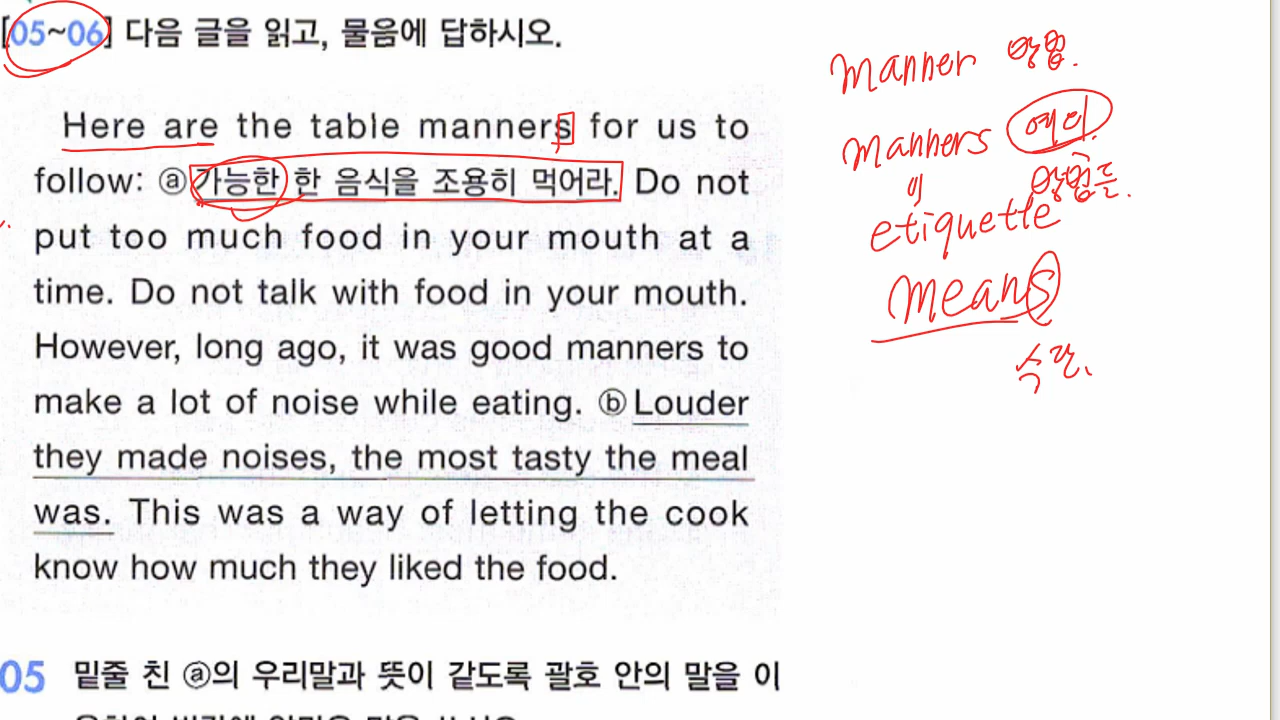 [05~06] 다음 글을 읽고, 물음에 답하시오.
Here are the table manners for us to
follow: ⓐ가능한 한 음식을 조용히 먹어라. Do not
put too much food in your mouth at a
time. Do not talk with food in your mouth.
However, long ago, it was good manners to
make a lot of noise while eating. ⓑLouder
they made noises, the most tasty the meal
was. This was a way of letting the cook
know how much they liked the food.
manner 방법.
manners 예의.
방법들.
etiquette
means
수단.
05 밑줄 친 ⓐ의 우리말과 뜻이 같도록 괄호 안의 말을 이